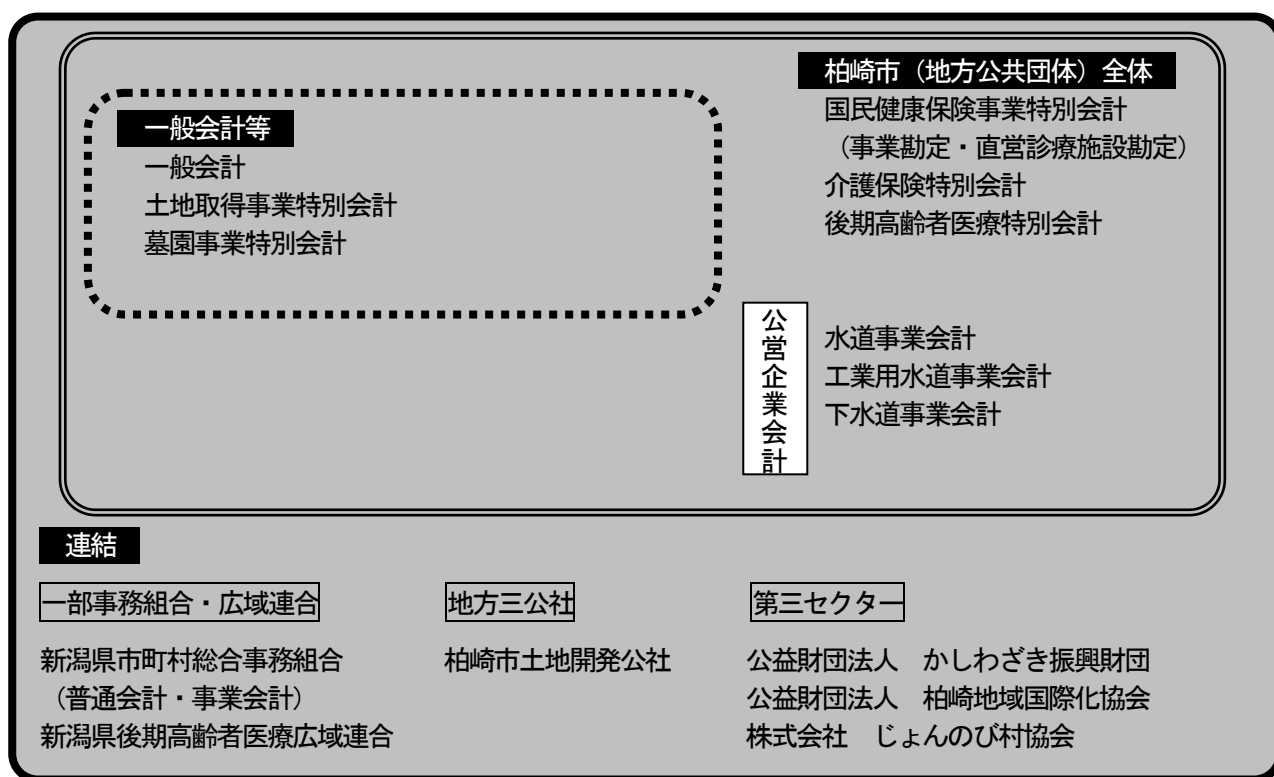 一般会計等
一般会計
土地取得事業特別会計
墓園事業特別会計
柏崎市（地方公共団体）全体
国民健康保険事業特別会計
（事業勘定・直営診療施設勘定）
介護保険特別会計
後期高齢者医療特別会計
公営企業会計
水道事業会計
工業用水道事業会計
下水道事業会計
連結
一部事務組合・広域連合
新潟県市町村総合事務組合
（普通会計・事業会計）
新潟県後期高齢者医療広域連合
地方三公社
柏崎市土地開発公社
第三セクター
公益財団法人　かしわざき振興財団
公益財団法人　柏崎地域国際化協会
株式会社　じょんのび村協会